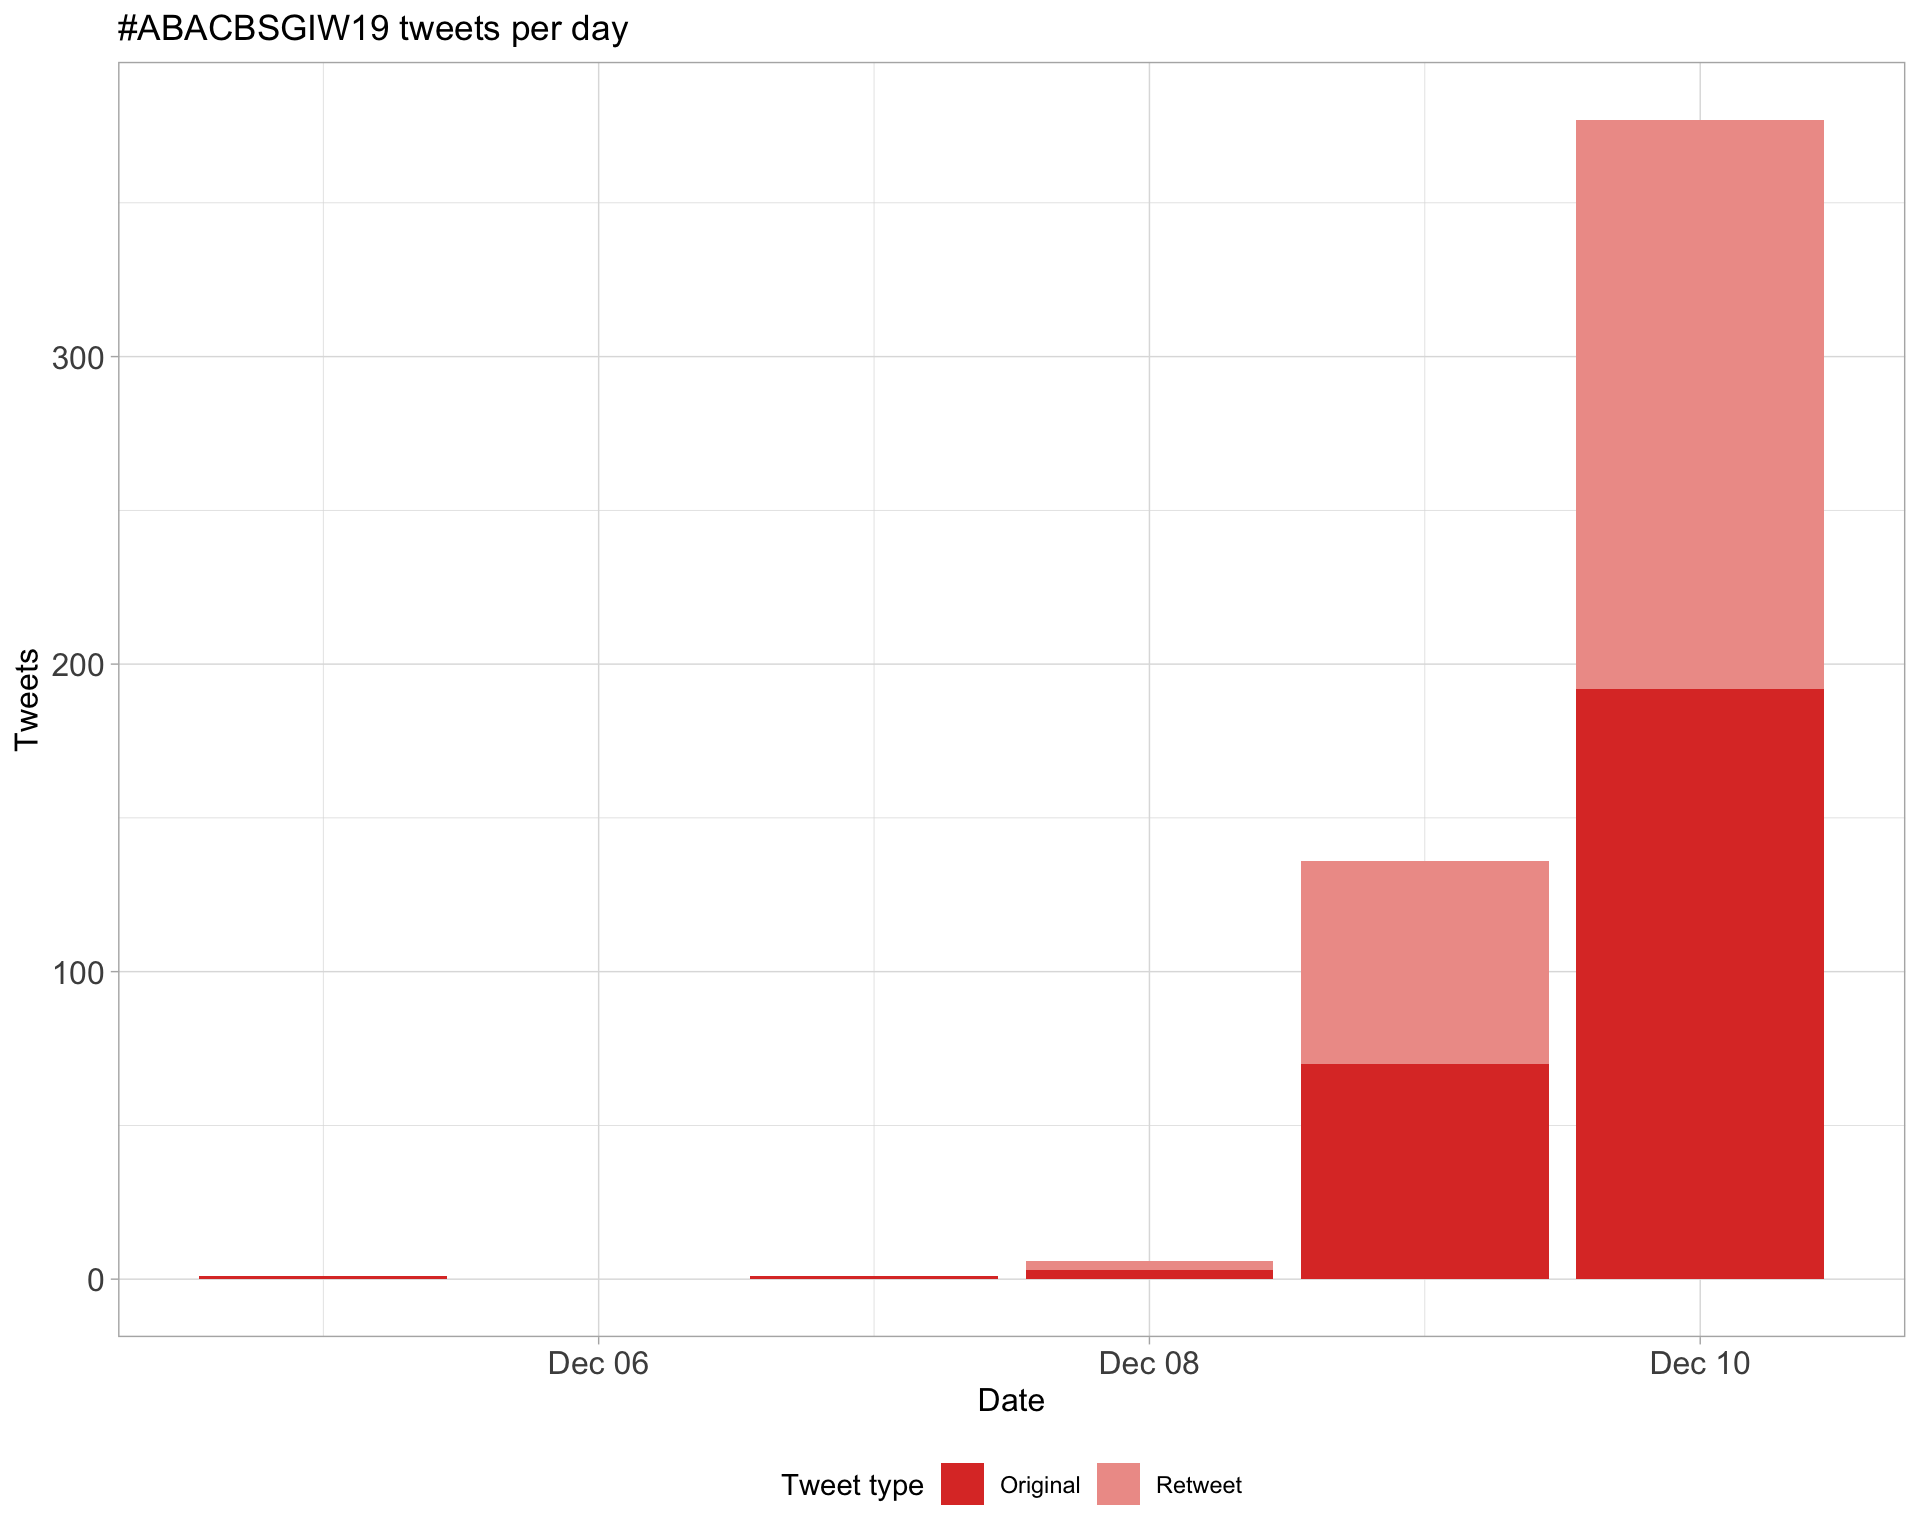 #ABACBSGIW19 tweets per day
300
200
100
0
Tweets
Dec 06
Dec 08
Dec 10
Date
Tweet type
Original
Retweet